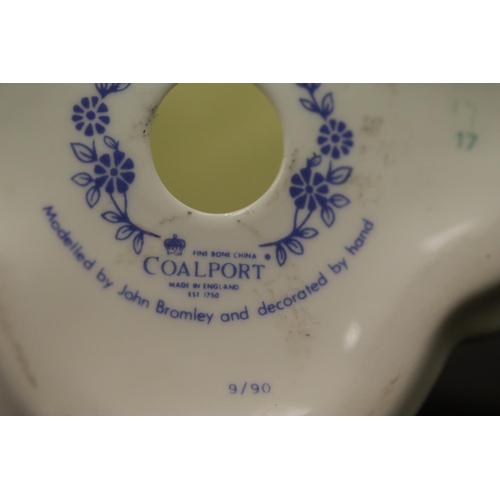 17
FINE BONE CHINA
COALPORT
MADE IN ENGLAND
EST 1750
Modelled by John Bromley and decorated by hand
9/90